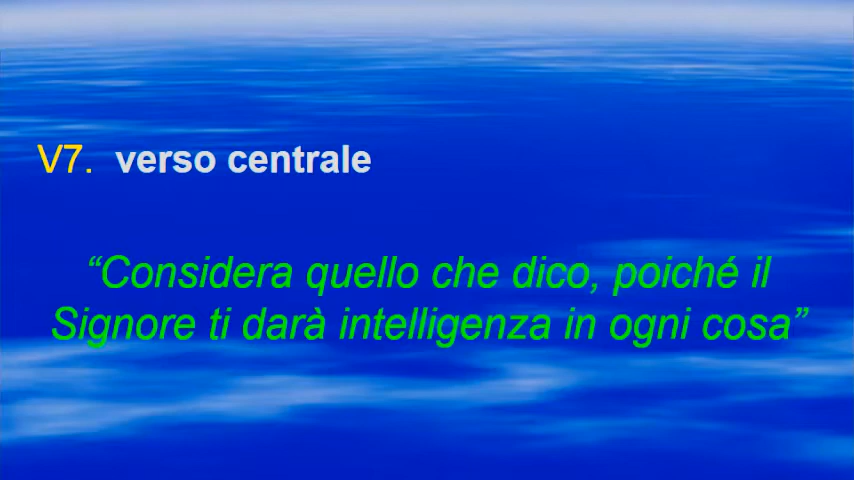 V7. verso centrale
“Considera quello che dico, poiché il
Signore ti darà intelligenza in ogni cosa”